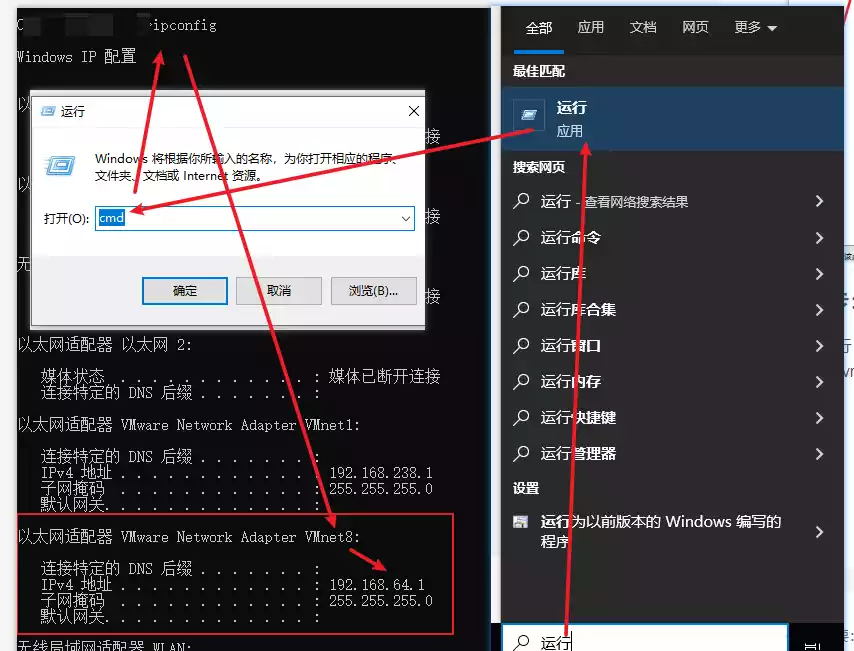 ipconfig
Windows IP 配置
运行
Windows 将根据你所输入的名称，为你打开相应的程序、
文件夹、文档或 Internet 资源。
打开(O): cmd
确定 取消 浏览(B)...
接
接
无
接
以太网适配器 以太网 2:
媒体状态 . . . . . . . . . . . . : 媒体已断开连接
连接特定的 DNS 后缀 . . . . . . . :
以太网适配器 VMware Network Adapter VMnet1:
连接特定的 DNS 后缀 . . . . . . . :
IPv4 地址 . . . . . . . . . . . . : 192.168.238.1
子网掩码 . . . . . . . . . . . . : 255.255.255.0
默认网关. . . . . . . . . . . . . :
以太网适配器 VMware Network Adapter VMnet8:
连接特定的 DNS 后缀 . . . . . . . :
IPv4 地址 . . . . . . . . . . . . : 192.168.64.1
子网掩码 . . . . . . . . . . . . : 255.255.255.0
默认网关. . . . . . . . . . . . . :
无线局域网适配器 WLAN:
全部 应用 文档 网页 更多
最佳匹配
运行
应用
搜索网页
运行 - 查看网络搜索结果
运行命令
运行库
运行库合集
运行窗口
运行内存
运行快捷键
运行管理器
设置
运行为以前版本的 Windows 编写的
程序
运行